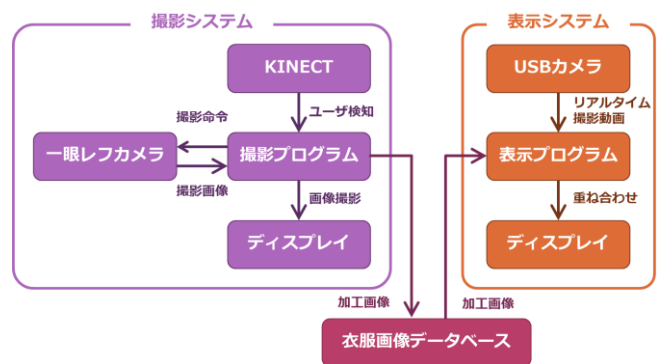 撮影システム
KINECT
ユーザ検知
撮影命令
一眼レフカメラ
撮影プログラム
撮影画像
画像撮影
ディスプレイ
表示システム
USBカメラ
リアルタイム
撮影動画
表示プログラム
重ね合わせ
ディスプレイ
加工画像
加工画像
衣服画像データベース